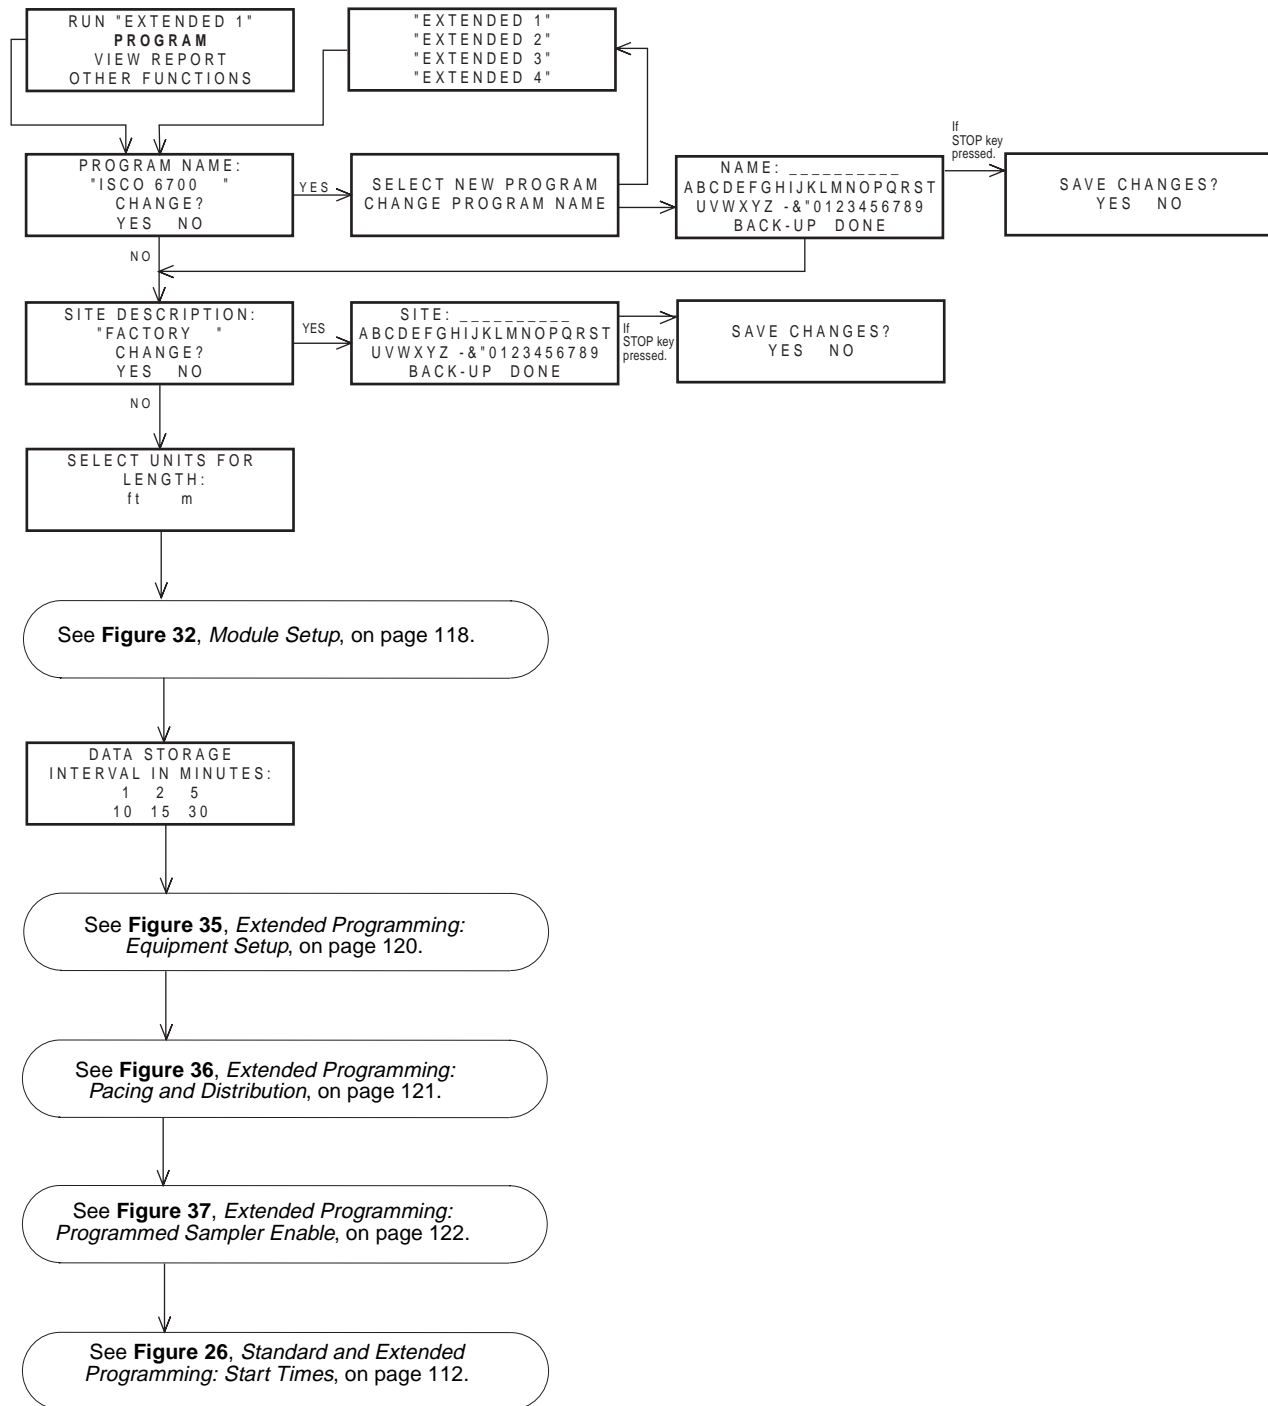 RUN "EXTENDED 1"
PROGRAM
VIEW REPORT
OTHER FUNCTIONS
"EXTENDED 1"
"EXTENDED 2"
"EXTENDED 3"
"EXTENDED 4"
PROGRAM NAME:
"ISCO 6700 "
CHANGE?
YES NO
YES
SELECT NEW PROGRAM
CHANGE PROGRAM NAME
NAME: __________
ABCDEFGHIJKLMNOPQRST
UVWXYZ -&"0123456789
BACK-UP DONE
If
STOP key
pressed.
SAVE CHANGES?
YES NO
NO
SITE DESCRIPTION:
"FACTORY "
CHANGE?
YES NO
YES
SITE: __________
ABCDEFGHIJKLMNOPQRST
UVWXYZ -&"0123456789
BACK-UP DONE
If
STOP key
pressed.
SAVE CHANGES?
YES NO
NO
SELECT UNITS FOR
LENGTH:
ft m
See Figure 32, Module Setup, on page 118.
DATA STORAGE
INTERVAL IN MINUTES:
1 2 5
10 15 30
See Figure 35, Extended Programming:
Equipment Setup, on page 120.
See Figure 36, Extended Programming:
Pacing and Distribution, on page 121.
See Figure 37, Extended Programming:
Programmed Sampler Enable, on page 122.
See Figure 26, Standard and Extended
Programming: Start Times, on page 112.